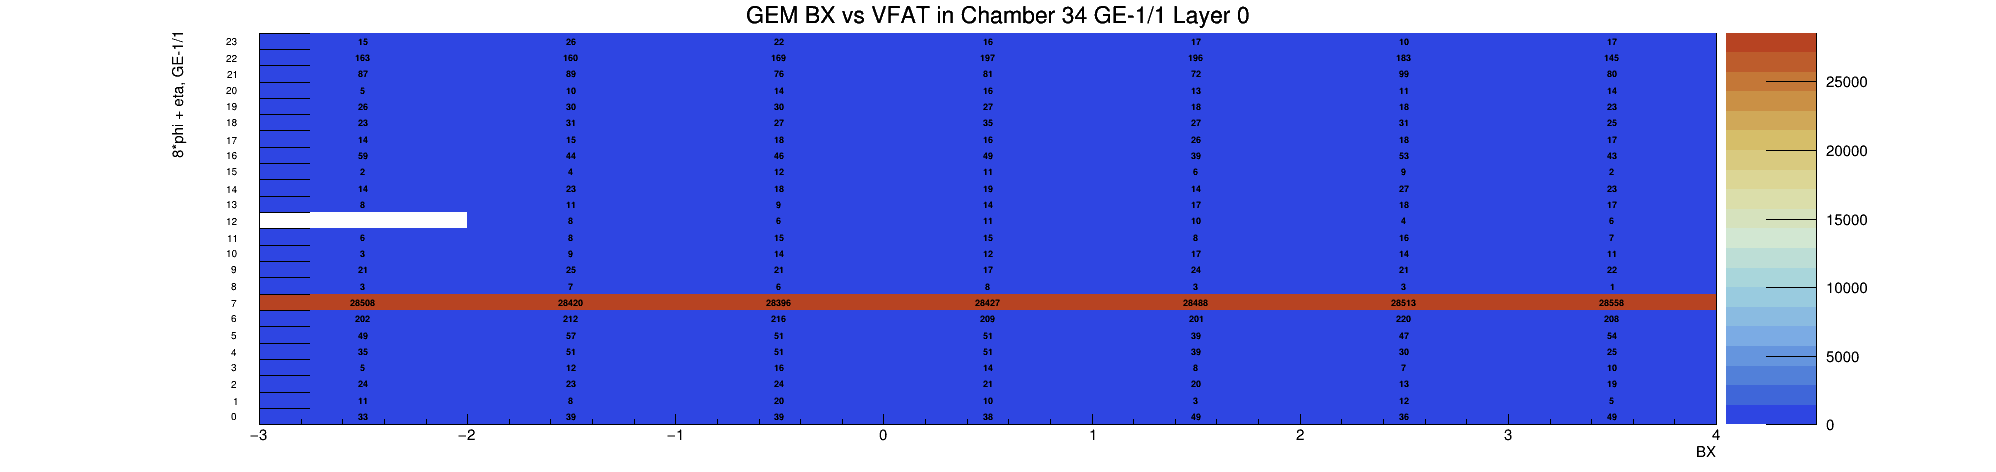 GEM BX vs VFAT in Chamber 34 GE-1/1 Layer 0
8*phi + eta, GE-1/1
23 15 26 22 16 17 10 17
22 163 160 169 197 196 183 145
21 87 89 76 81 72 99 80
20 5 10 14 16 13 11 14
19 26 30 30 27 18 18 23
18 23 31 27 35 27 31 25
17 14 15 18 16 26 18 17
16 59 44 46 49 39 53 43
15 2 4 12 11 6 9 2
14 14 23 18 19 14 27 23
13 8 11 9 14 17 18 17
12 8 6 11 10 4 6
11 6 8 15 15 8 16 7
10 3 9 14 12 17 14 11
9 21 25 21 17 24 21 22
8 3 7 6 8 3 3 1
7 28508 28420 28396 28427 28488 28513 28558
6 202 212 216 209 201 220 208
5 49 57 51 51 39 47 54
4 35 51 51 51 39 30 25
3 5 12 16 14 8 7 10
2 24 23 24 21 20 13 19
1 11 8 20 10 3 12 5
0 33 39 39 38 49 36 49
−3 −2 −1 0 1 2 3 4
BX
25000
20000
15000
10000
5000
0